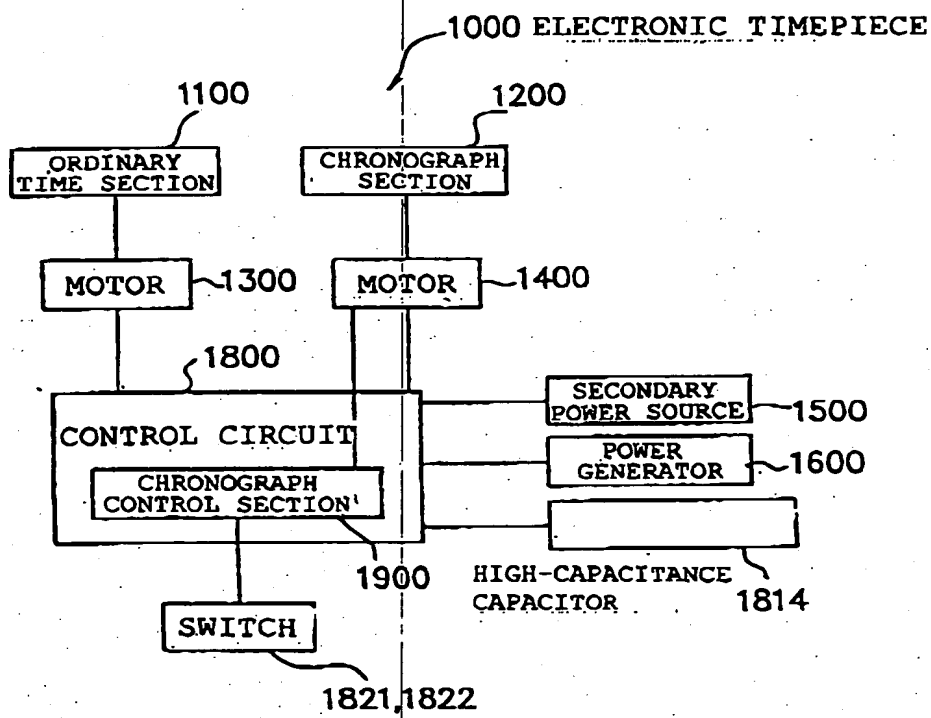 1000 ELECTRONIC TIMEPIECE
1100
1200
ORDINARY
TIME SECTION
CHRONOGRAPH
SECTION
MOTOR
1300
MOTOR
1400
1800
CONTROL CIRCUIT
SECONDARY
POWER SOURCE
1500
POWER
GENERATOR
1600
CHRONOGRAPH
CONTROL SECTION
1900
HIGH-CAPACITANCE
CAPACITOR
1814
SWITCH
1821,1822